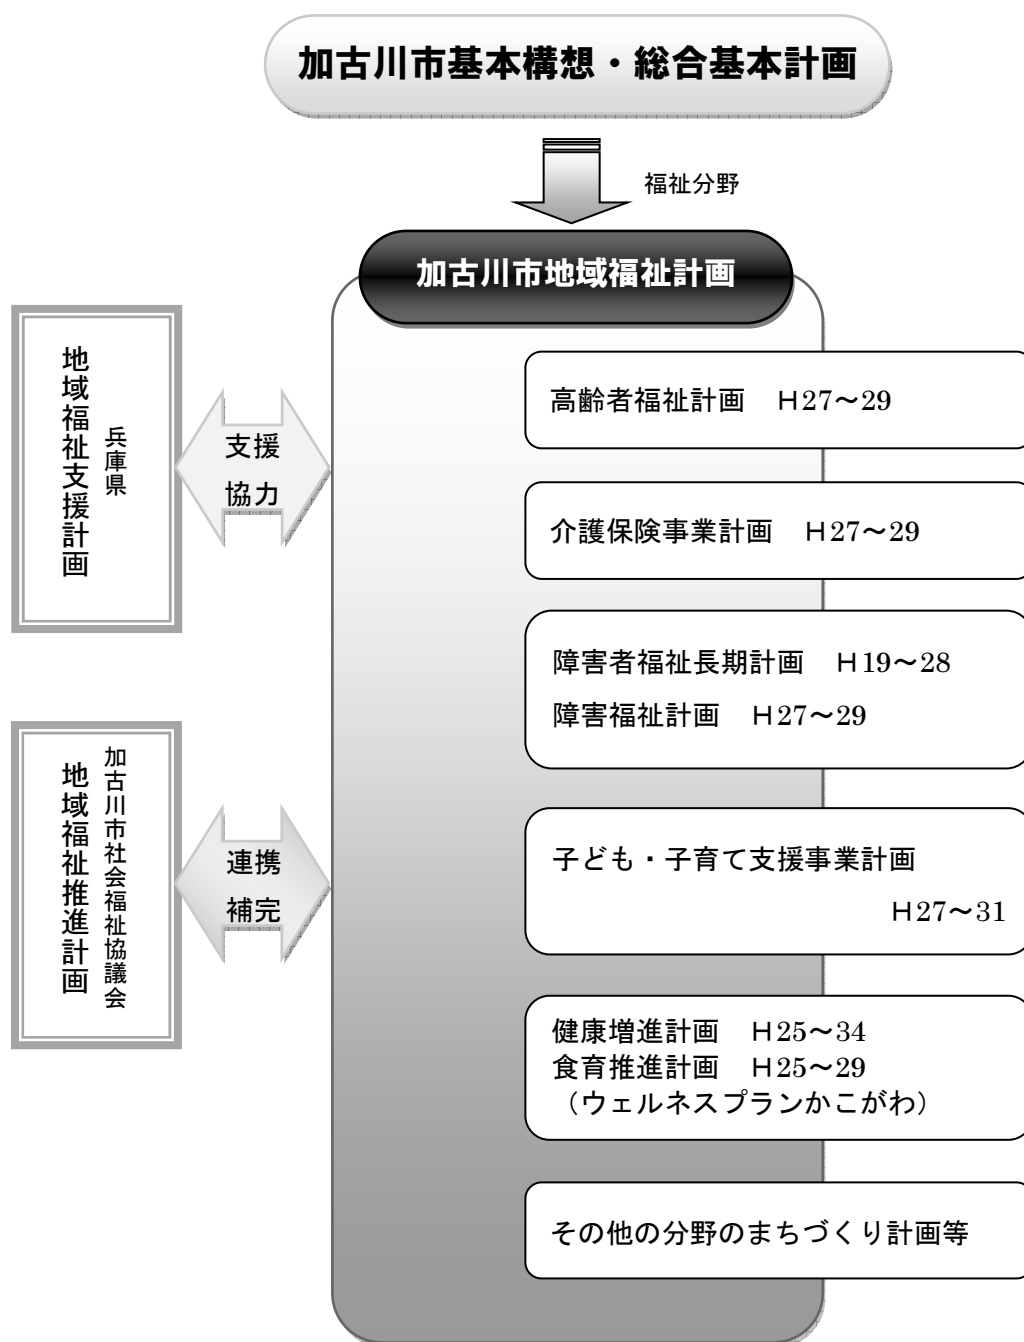 加古川市基本構想・総合基本計画
福祉分野
加古川市地域福祉計画
兵庫県
地域福祉支援計画
支援
協力
加古川市社会福祉協議会
地域福祉推進計画
連携
補完
高齢者福祉計画　H27～29
介護保険事業計画　H27～29
障害者福祉長期計画　H19～28
障害福祉計画　H27～29
子ども・子育て支援事業計画
H27～31
健康増進計画　H25～34
食育推進計画　H25～29
（ウェルネスプランかこがわ）
その他の分野のまちづくり計画等